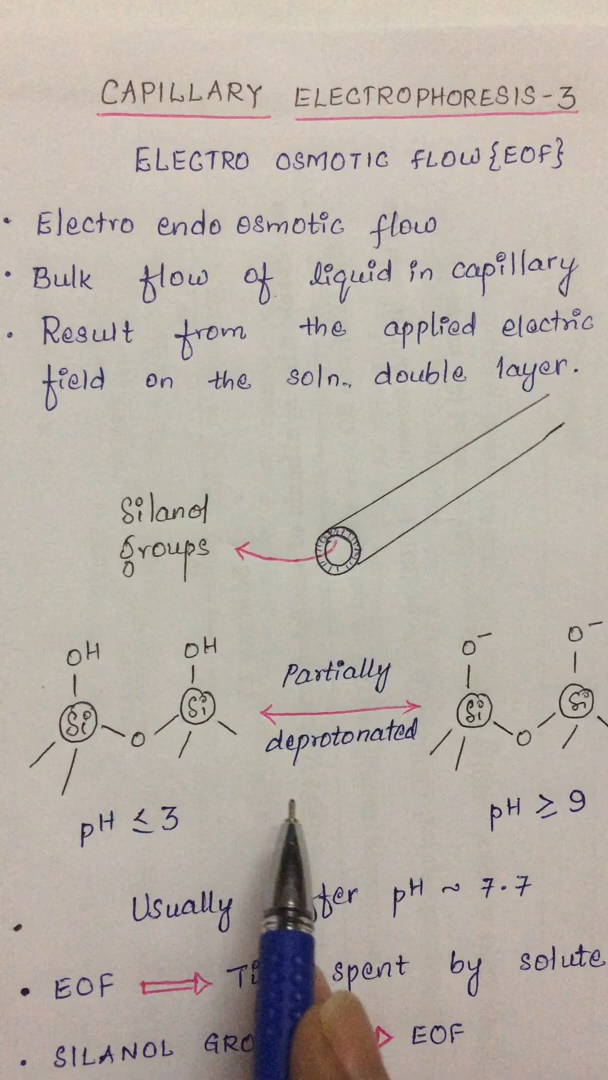 CAPILLARY ELECTROPHORESIS-3
ELECTRO OSMOTIC FLOW {EOF}
• Electro endo osmotic flow
• Bulk flow of liquid in capillary
• Result from the applied electric
field on the soln. double layer.
Silanol
groups
OH OH O⁻ O⁻
Partially
Si Si Si Si
O deprotonated O
pH ≤ 3 pH ≥ 9
Usually pH ~ 7.7
• EOF ⟹ spent by solute
• SILANOL EOF